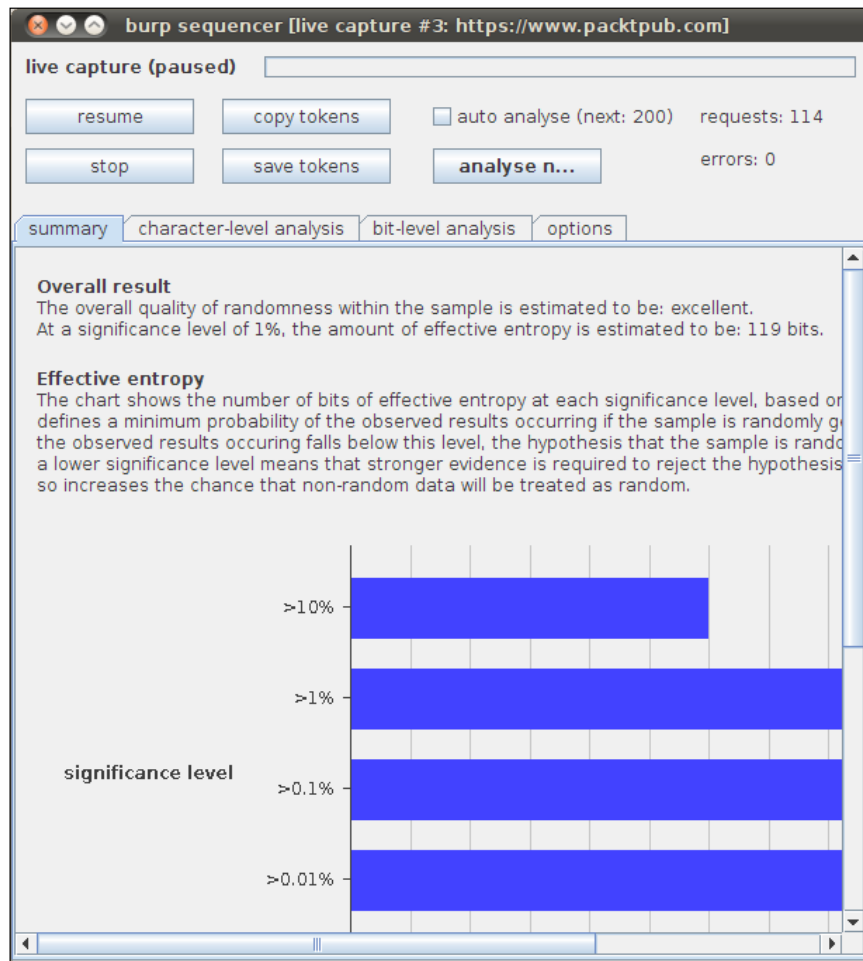 burp sequencer [live capture #3: https://www.packtpub.com]
live capture (paused)
resume copy tokens auto analyse (next: 200) requests: 114
stop save tokens analyse n... errors: 0
summary character-level analysis bit-level analysis options
Overall result
The overall quality of randomness within the sample is estimated to be: excellent.
At a significance level of 1%, the amount of effective entropy is estimated to be: 119 bits.
Effective entropy
The chart shows the number of bits of effective entropy at each significance level, based or
defines a minimum probability of the observed results occurring if the sample is randomly g
the observed results occuring falls below this level, the hypothesis that the sample is rand
a lower significance level means that stronger evidence is required to reject the hypothesis
so increases the chance that non-random data will be treated as random.
>10%
>1%
significance level
>0.1%
>0.01%